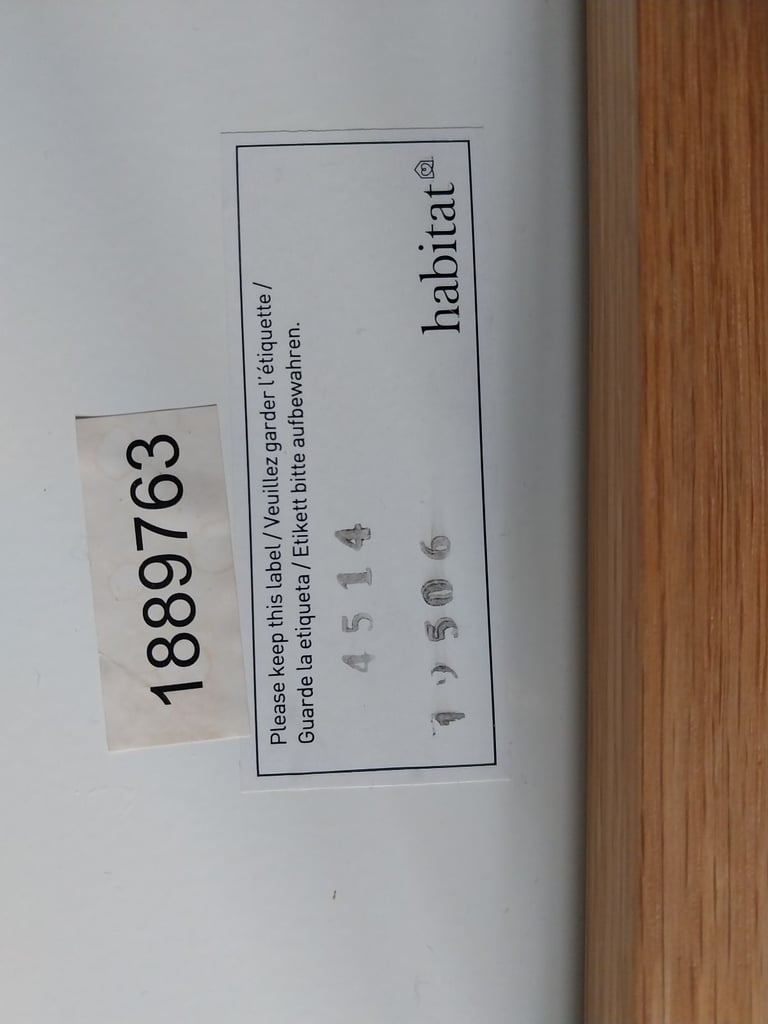 1889763
Please keep this label / Veuillez garder l'étiquette /
Guarde la etiqueta / Etikett bitte aufbewahren.
4514
habitat